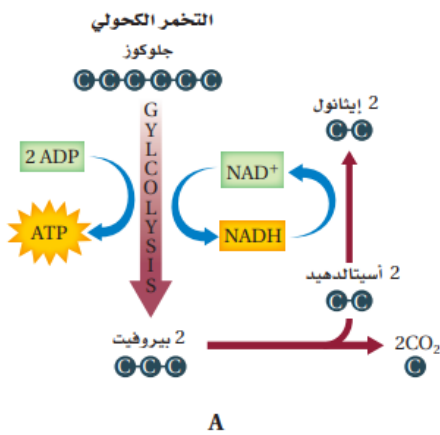 التخمر الكحولي
جلوكوز
C C C C C C
GYLCOLYSIS
2 إيثانول
C C
2 ADP
NAD⁺
ATP
NADH
2 أسيتالدهيد
C C
2 بيروفيت
C C C
2CO₂
C
A